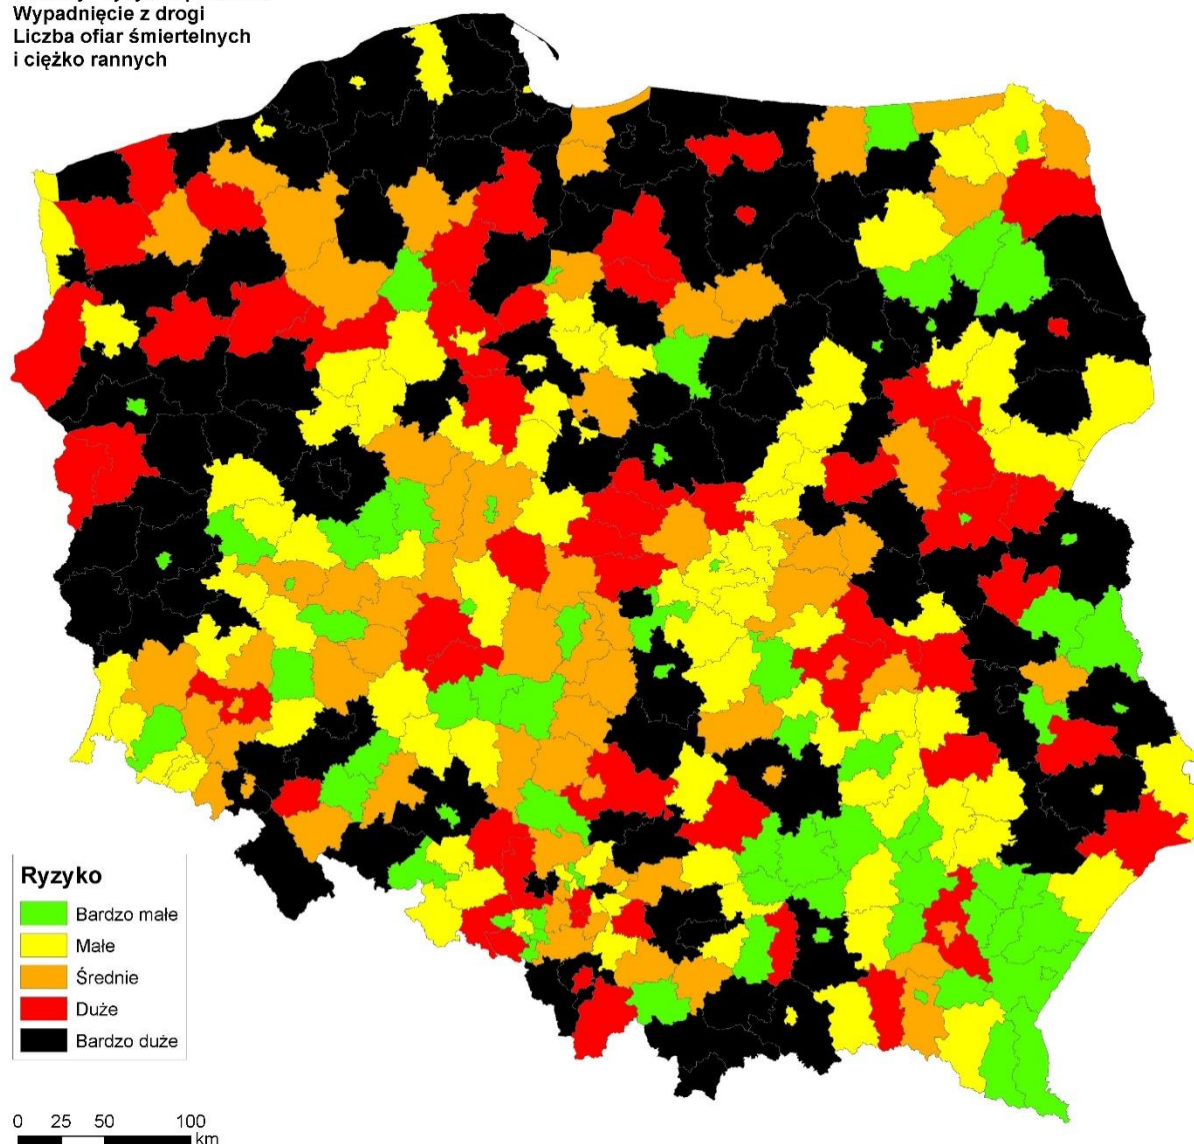 Wypadnięcie z drogi
Liczba ofiar śmiertelnych
i ciężko rannych
Ryzyko
Bardzo małe
Małe
Średnie
Duże
Bardzo duże
0 25 50 100
km